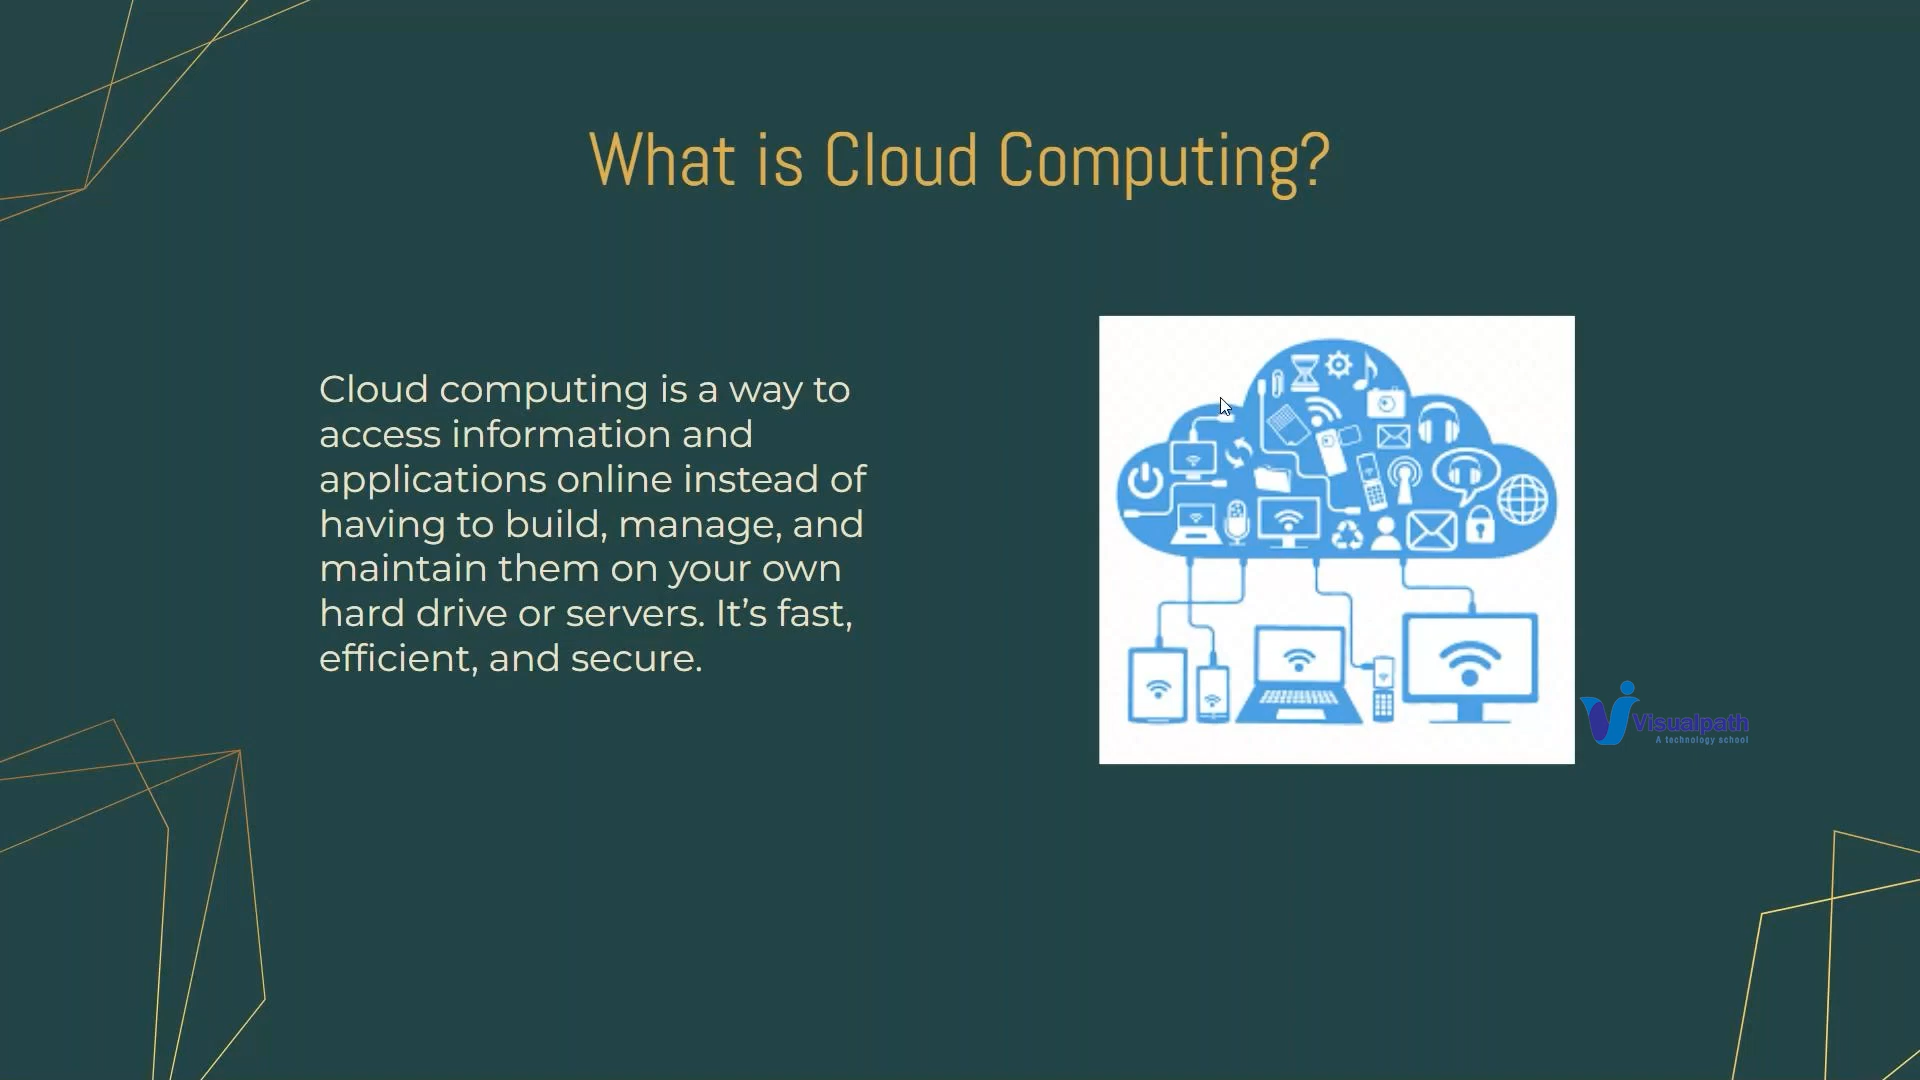 What is Cloud Computing?
Cloud computing is a way to
access information and
applications online instead of
having to build, manage, and
maintain them on your own
hard drive or servers. It’s fast,
efficient, and secure.
Visualpath
A technology school